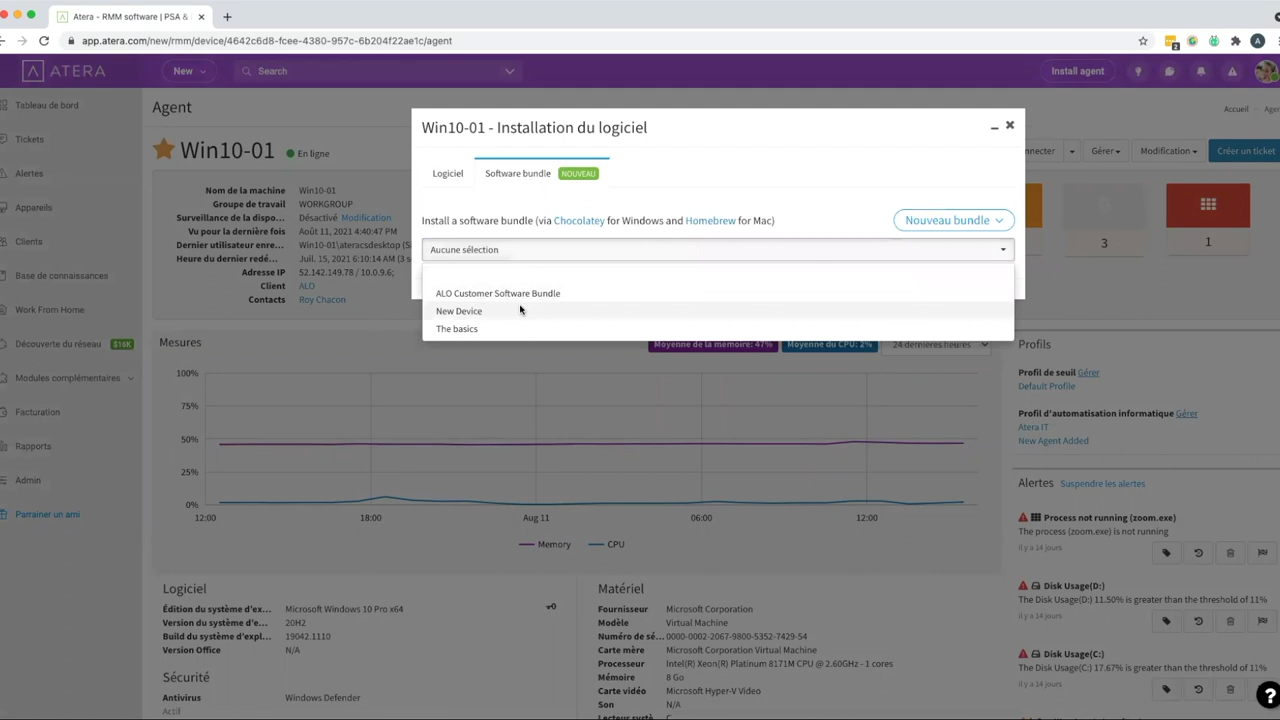 Atera - RMM software | PSA &
app.atera.com/new/rmm/device/4642c6d8-fcee-4380-957c-6b204f22ae1c/agent
2
A
ATERA
New
Search
Install agent
Tableau de bord
Tickets
Alertes
Appareils
Clients
Base de connaissances
Work From Home
Découverte du réseau $16K
Modules complémentaires
Facturation
Rapports
Admin
Parrainer un ami
Agent
Accueil
Win10-01
En ligne
Gérer
Modification
Créer un ticket
Nom de la machine Win10-01
Groupe de travail WORKGROUP
Surveillance de la dispo... Désactivé Modification
Vu pour la dernière fois Août 11, 2021 4:40:47 PM
Dernier utilisateur enre... Win10-01\ateracsdesktop (S
Heure du dernier redé... Juil. 15, 2021 6:10:14 AM (3
Adresse IP 52.142.149.78 / 10.0.9.6;
Client ALO
Contacts Roy Chacon
3
1
Win10-01 - Installation du logiciel
Logiciel
Software bundle NOUVEAU
Install a software bundle (via Chocolatey for Windows and Homebrew for Mac)
Nouveau bundle
Aucune sélection
ALO Customer Software Bundle
New Device
The basics
Mesures
Moyenne de la mémoire: 47%
Moyenne du CPU: 2%
24 dernières heures
100%
75%
50%
25%
0%
12:00 18:00 Aug 11 06:00 12:00
Memory CPU
Profils
Profil de seuil Gérer
Default Profile
Profil d'automatisation informatique Gérer
Atera IT
New Agent Added
Alertes Suspendre les alertes
Process not running (zoom.exe)
The process (zoom.exe) is not running
il y a 14 jours
Disk Usage(D:)
The Disk Usage(D:) 11.50% is greater than the threshold of 11%
il y a 14 jours
Disk Usage(C:)
The Disk Usage(C:) 17.67% is greater than the threshold of 11%
il y a 14 jours
Logiciel
Édition du système d'ex... Microsoft Windows 10 Pro x64
Version du système d'e... 20H2
Build du système d'expl... 19042.1110
Version Office N/A
Sécurité
Antivirus Windows Defender
Actif
Matériel
Fournisseur Microsoft Corporation
Modèle Virtual Machine
Numéro de sé... 0000-0002-2067-9800-5352-7429-54
Carte mère Microsoft Corporation Virtual Machine
Processeur Intel(R) Xeon(R) Platinum 8171M CPU @ 2.60GHz - 1 cores
Mémoire 8 Go
Carte vidéo Microsoft Hyper-V Video
Son N/A
?